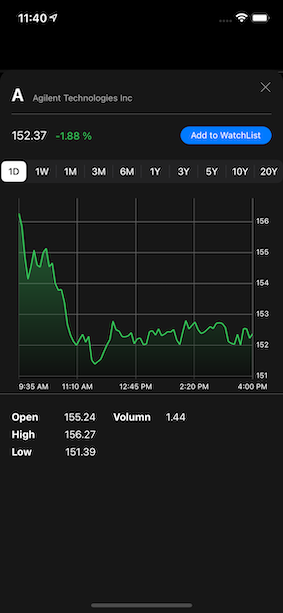 11:40
A Agilent Technologies Inc
152.37 -1.88 % Add to WatchList
1D 1W 1M 3M 6M 1Y 3Y 5Y 10Y 20Y
156
155
154
153
152
151
9:35 AM 11:10 AM 12:45 PM 2:20 PM 4:00 PM
Open 155.24 Volumn 1.44
High 156.27
Low 151.39